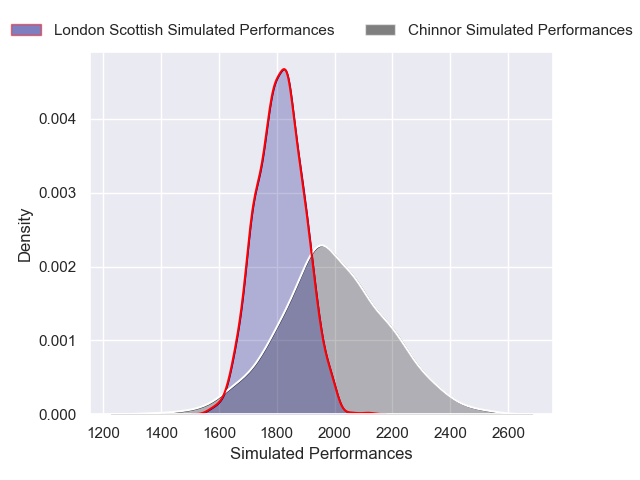 London Scottish Simulated Performances
Chinnor Simulated Performances
Density
0.004
0.003
0.002
0.001
0.000
1200 1400 1600 1800 2000 2200 2400 2600
Simulated Performances